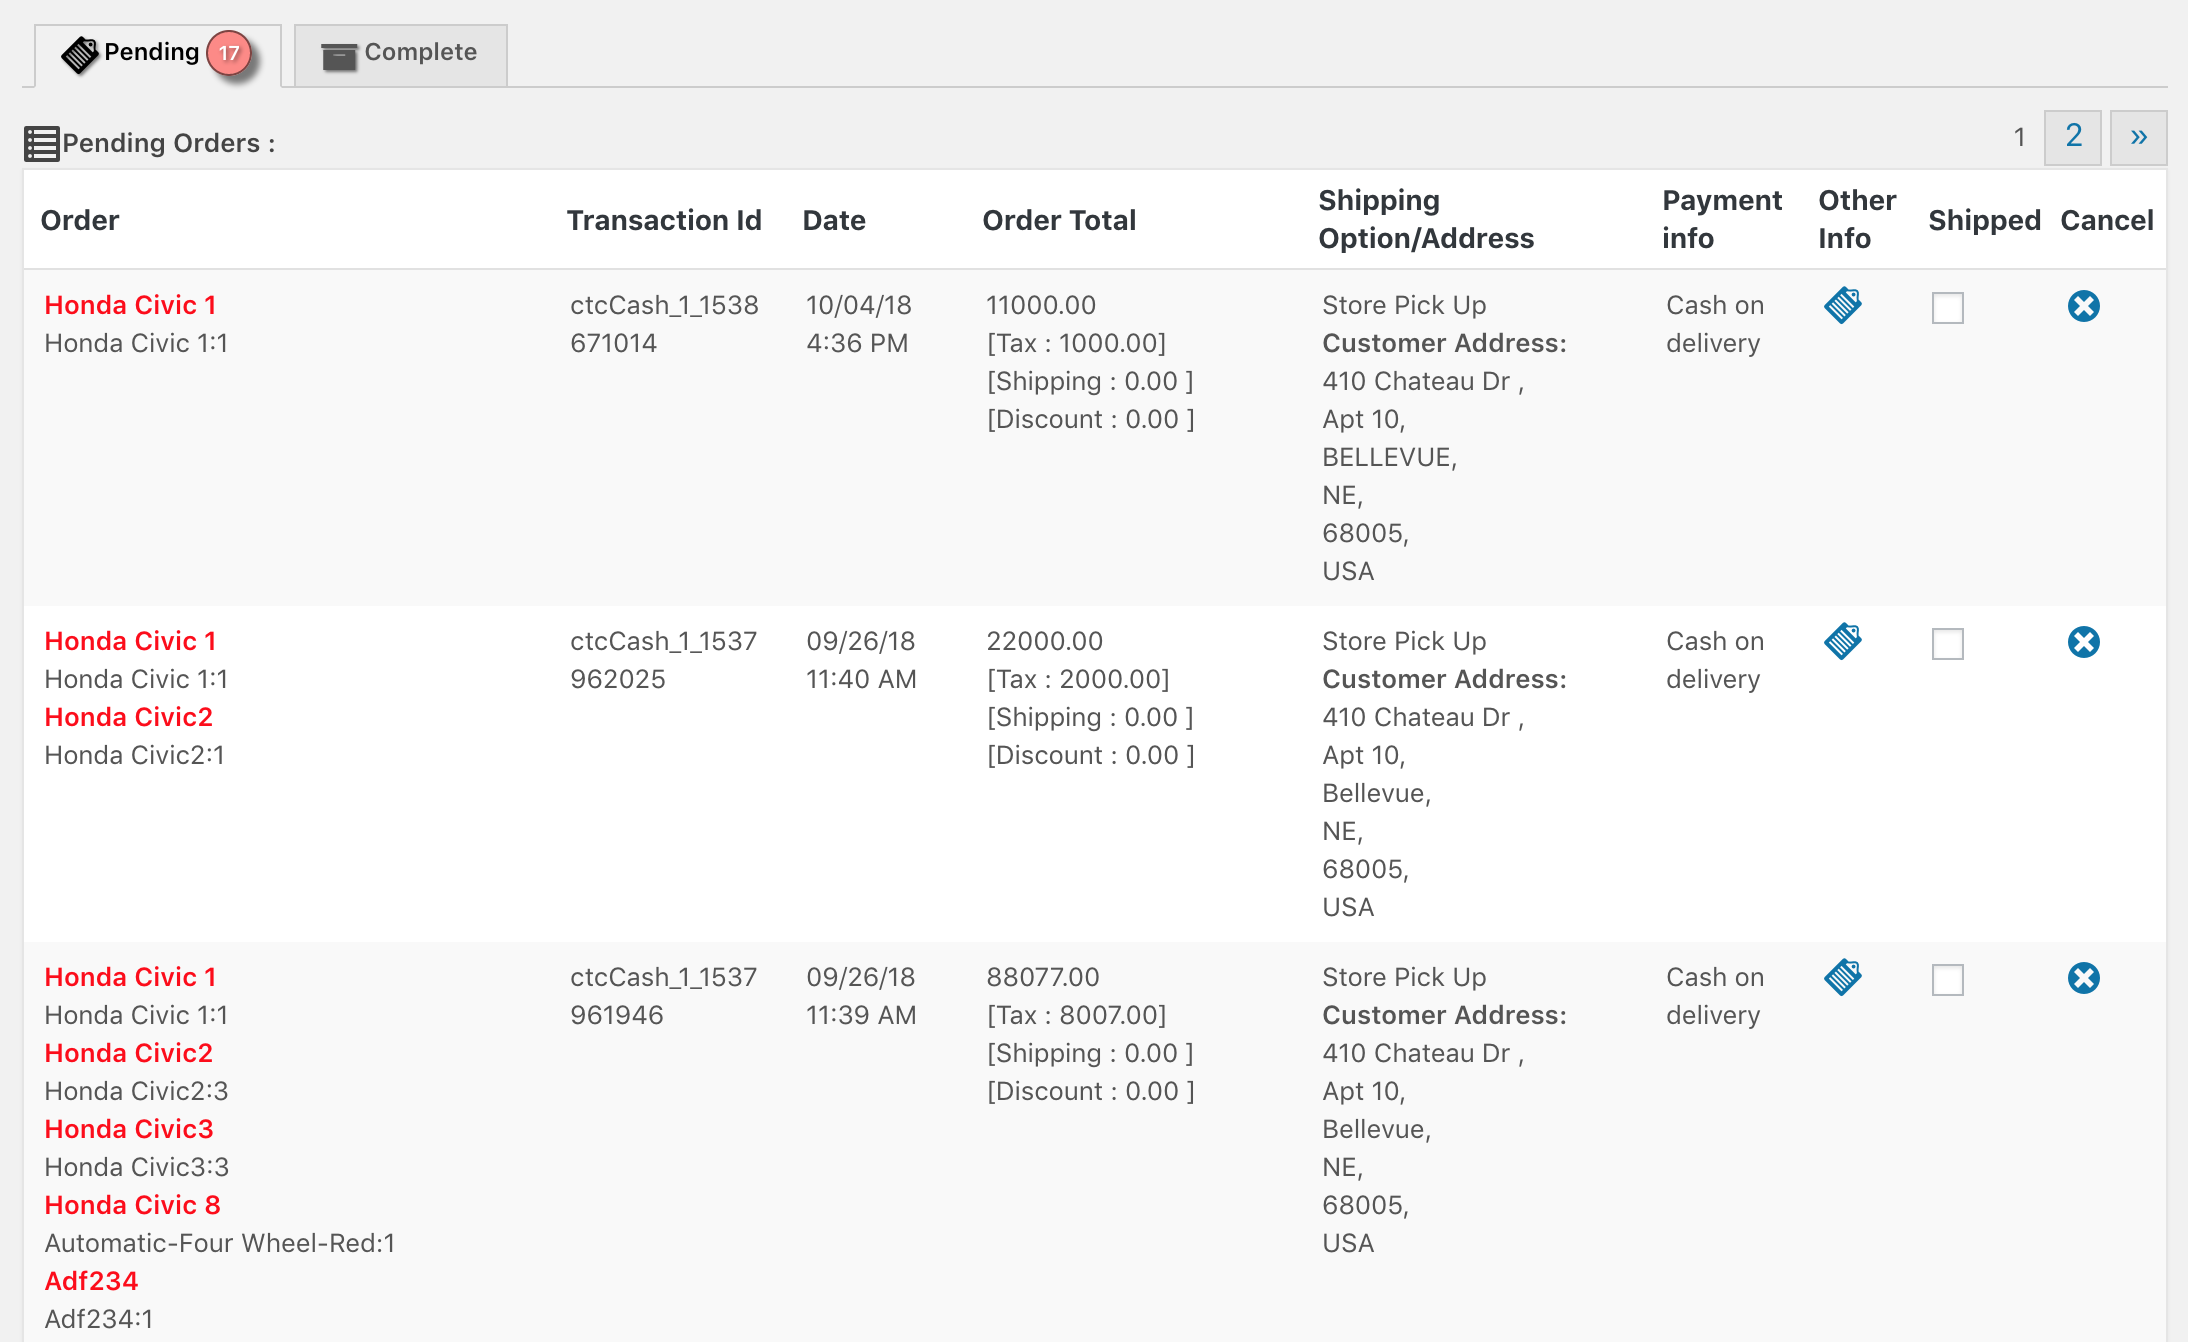 Pending 17 Complete
Pending Orders : 1 2 »
Order Transaction Id Date Order Total Shipping Option/Address Payment info Other Info Shipped Cancel
Honda Civic 1
Honda Civic 1:1
ctcCash_1_1538
671014
10/04/18
4:36 PM
11000.00
[Tax : 1000.00]
[Shipping : 0.00 ]
[Discount : 0.00 ]
Store Pick Up
Customer Address:
410 Chateau Dr ,
Apt 10,
BELLEVUE,
NE,
68005,
USA
Cash on
delivery
Honda Civic 1
Honda Civic 1:1
Honda Civic2
Honda Civic2:1
ctcCash_1_1537
962025
09/26/18
11:40 AM
22000.00
[Tax : 2000.00]
[Shipping : 0.00 ]
[Discount : 0.00 ]
Store Pick Up
Customer Address:
410 Chateau Dr ,
Apt 10,
Bellevue,
NE,
68005,
USA
Cash on
delivery
Honda Civic 1
Honda Civic 1:1
Honda Civic2
Honda Civic2:3
Honda Civic3
Honda Civic3:3
Honda Civic 8
Automatic-Four Wheel-Red:1
Adf234
Adf234:1
ctcCash_1_1537
961946
09/26/18
11:39 AM
88077.00
[Tax : 8007.00]
[Shipping : 0.00 ]
[Discount : 0.00 ]
Store Pick Up
Customer Address:
410 Chateau Dr ,
Apt 10,
Bellevue,
NE,
68005,
USA
Cash on
delivery